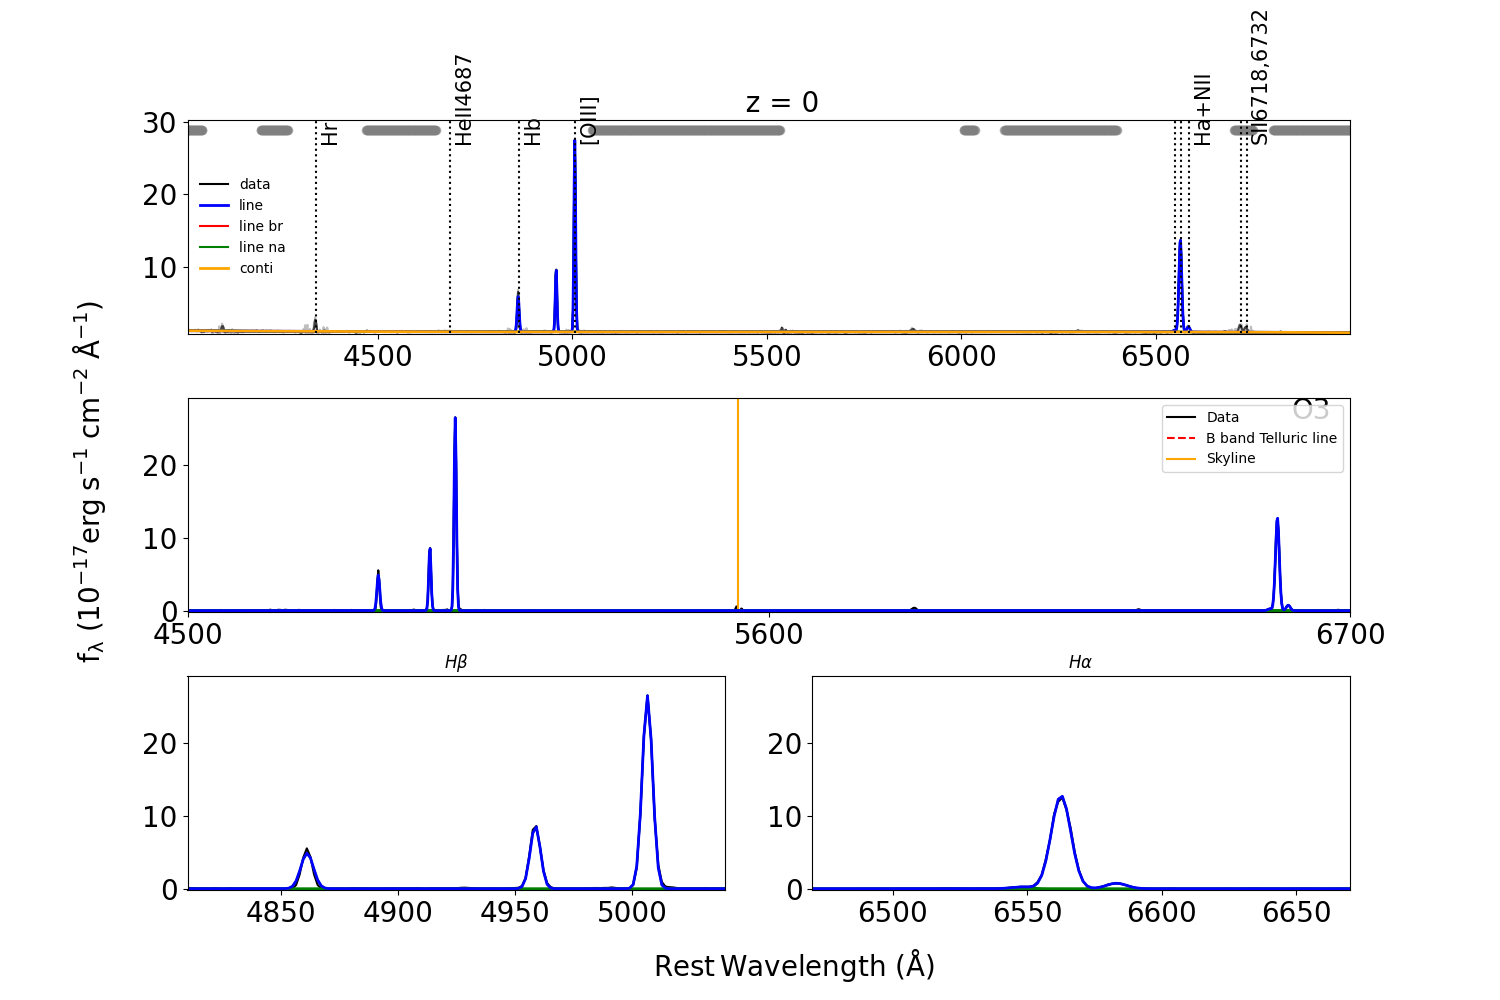 z = 0
Hr
HeII4687
Hb
[OIII]
Ha+NII
SII6718,6732
30
20
10
data
line
line br
line na
conti
4500
5000
5500
6000
6500
O3
20
10
0
Data
B band Telluric line
Skyline
4500
5600
6700
fλ (10⁻¹⁷erg s⁻¹ cm⁻² Å⁻¹)
Hβ
20
10
0
4850
4900
4950
5000
Hα
20
10
0
6500
6550
6600
6650
Rest Wavelength (Å)